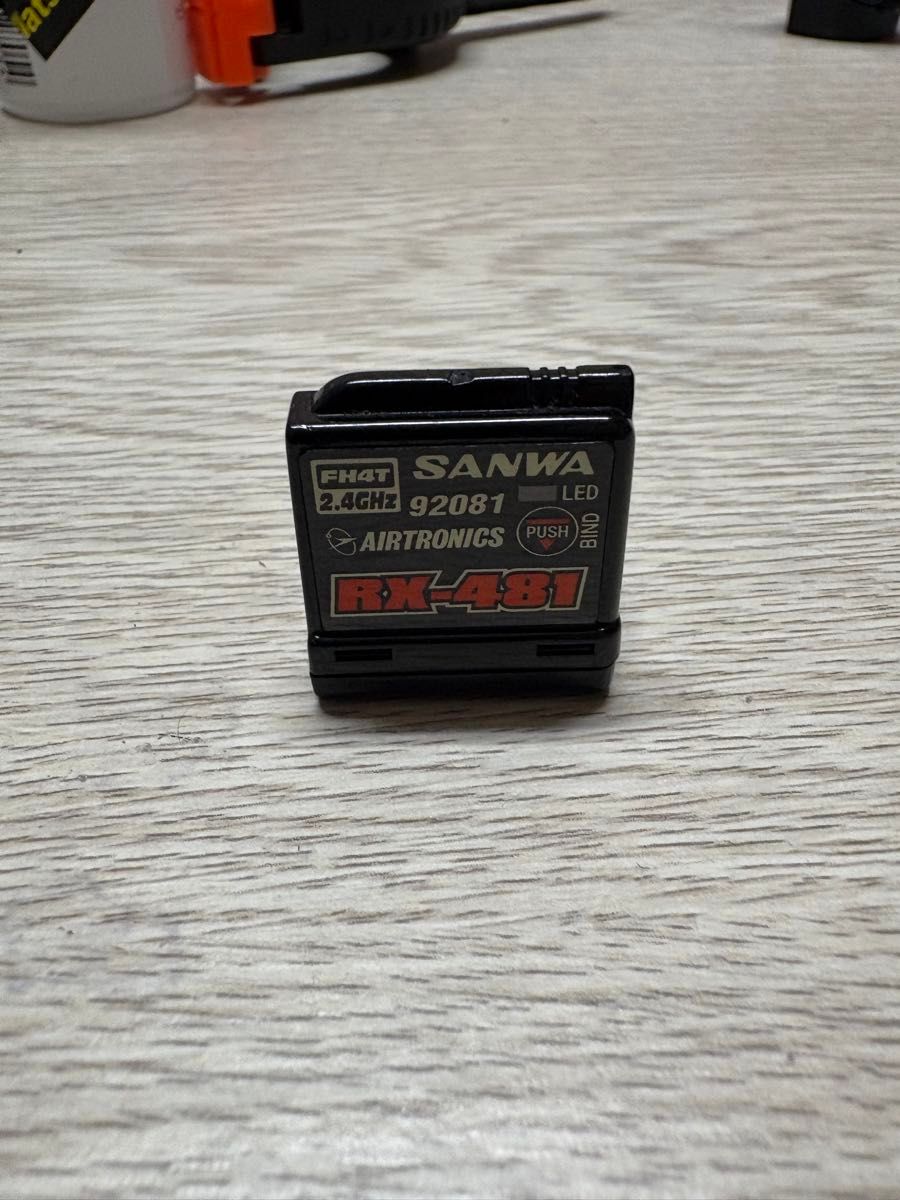 FH4T
2.4GHz
SANWA
92081
LED
AIRTRONICS
PUSH
BIND
RX-481